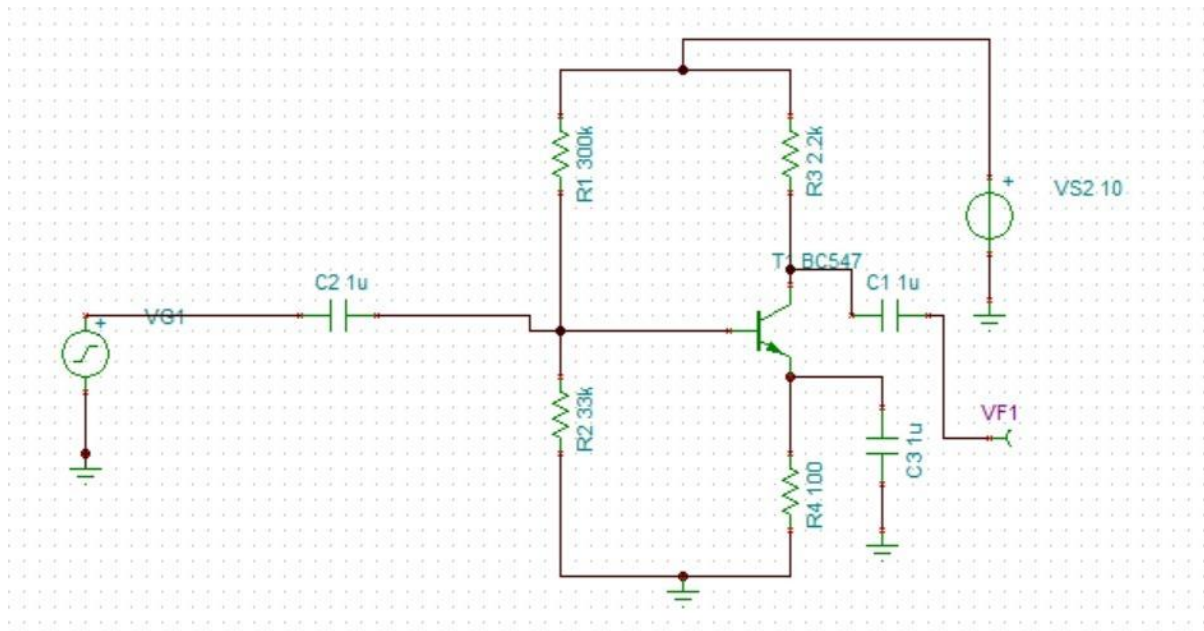 R1 300k
R3 2.2k
+
VS2 10
T1 BC547
C2 1u
C1 1u
VG1
+
R2 33k
VF1
C3 1u
R4 100